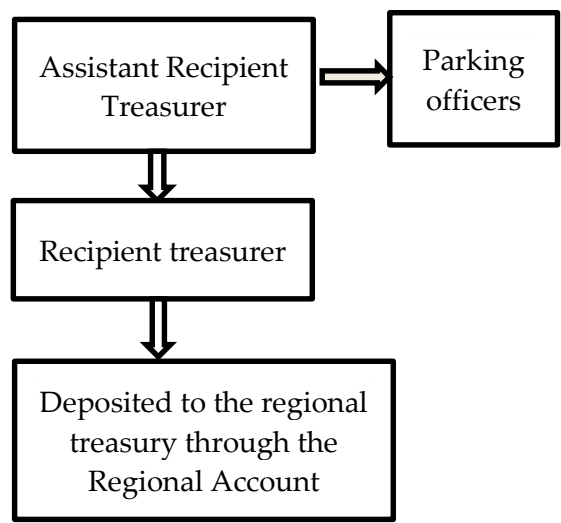 Assistant Recipient
Treasurer
Parking
officers
Recipient treasurer
Deposited to the regional
treasury through the
Regional Account